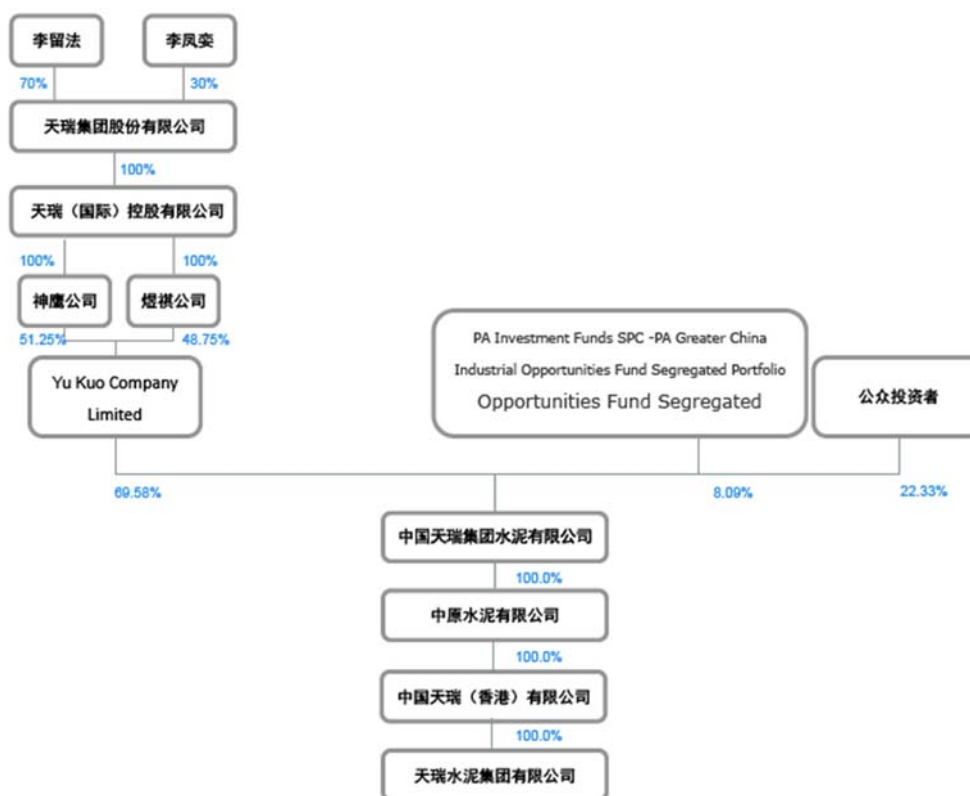 李留法
李凤娈
70%
30%
天瑞集团股份有限公司
100%
天瑞（国际）控股有限公司
100%
100%
神鹰公司
煜祺公司
51.25%
48.75%
Yu Kuo Company
Limited
PA Investment Funds SPC -PA Greater China
Industrial Opportunities Fund Segregated Portfolio
Opportunities Fund Segregated
公众投资者
69.58%
8.09%
22.33%
中国天瑞集团水泥有限公司
100.0%
中原水泥有限公司
100.0%
中国天瑞（香港）有限公司
100.0%
天瑞水泥集团有限公司